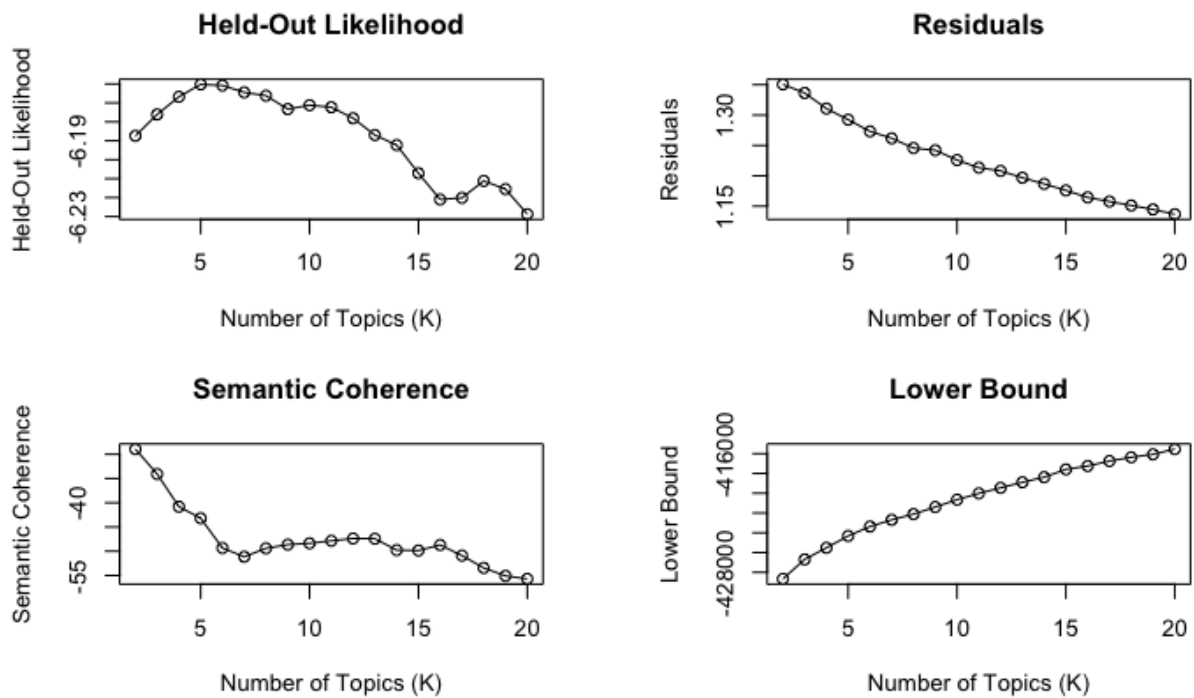 Held-Out Likelihood
Held-Out Likelihood
-6.19
-6.23
5 10 15 20
Number of Topics (K)
Residuals
Residuals
1.30
1.15
5 10 15 20
Number of Topics (K)
Semantic Coherence
Semantic Coherence
-40
-55
5 10 15 20
Number of Topics (K)
Lower Bound
Lower Bound
-416000
-428000
5 10 15 20
Number of Topics (K)